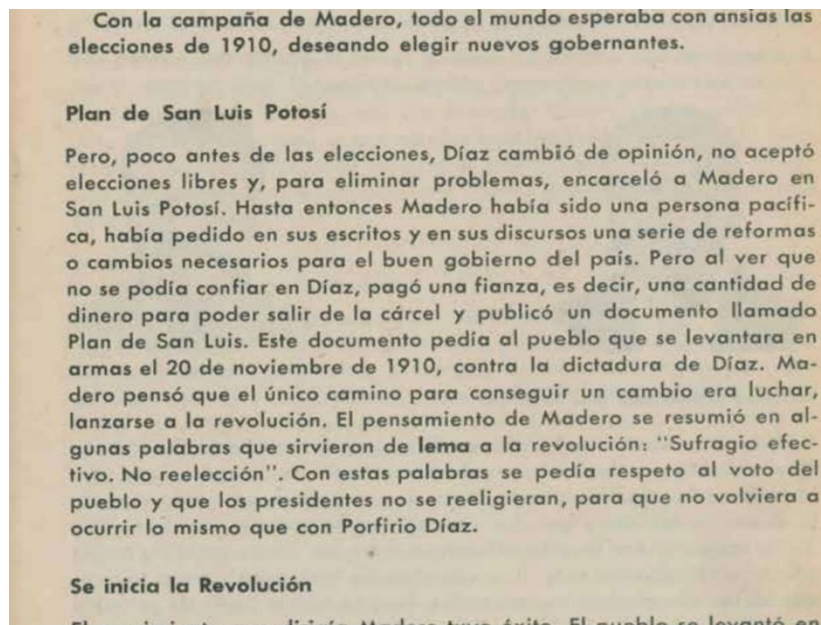 Con la campaña de Madero, todo el mundo esperaba con ansias las
elecciones de 1910, deseando elegir nuevos gobernantes.
Plan de San Luis Potosí
Pero, poco antes de las elecciones, Díaz cambió de opinión, no aceptó
elecciones libres y, para eliminar problemas, encarceló a Madero en
San Luis Potosí. Hasta entonces Madero había sido una persona pacífi-
ca, había pedido en sus escritos y en sus discursos una serie de reformas
o cambios necesarios para el buen gobierno del país. Pero al ver que
no se podía confiar en Díaz, pagó una fianza, es decir, una cantidad de
dinero para poder salir de la cárcel y publicó un documento llamado
Plan de San Luis. Este documento pedía al pueblo que se levantara en
armas el 20 de noviembre de 1910, contra la dictadura de Díaz. Ma-
dero pensó que el único camino para conseguir un cambio era luchar,
lanzarse a la revolución. El pensamiento de Madero se resumió en al-
gunas palabras que sirvieron de lema a la revolución: "Sufragio efec-
tivo. No reelección". Con estas palabras se pedía respeto al voto del
pueblo y que los presidentes no se reeligieran, para que no volviera a
ocurrir lo mismo que con Porfirio Díaz.
Se inicia la Revolución
Madero tuvo éxito. El pueblo se levantó en